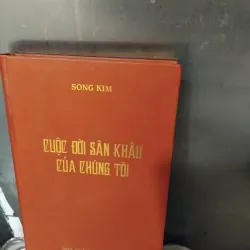 SONG KIM
CUỘC ĐỜI SÂN KHẤU
CỦA CHÚNG TÔI